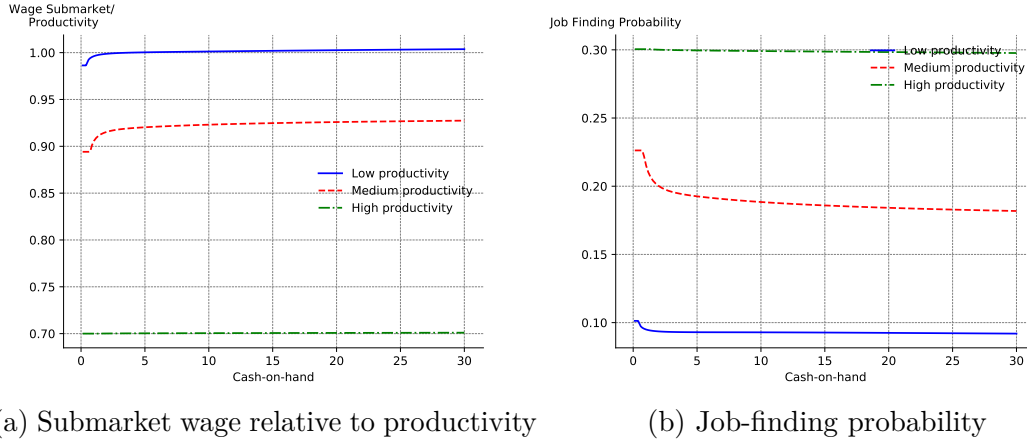 Wage Submarket/
Productivity
1.00
0.95
0.90
0.85
0.80
0.75
0.70
0 5 10 15 20 25 30
Cash-on-hand
Low productivity
Medium productivity
High productivity
a) Submarket wage relative to productivity
Job Finding Probability
0.30
0.25
0.20
0.15
0.10
0 5 10 15 20 25 30
Cash-on-hand
Low productivity
Medium productivity
High productivity
(b) Job-finding probability